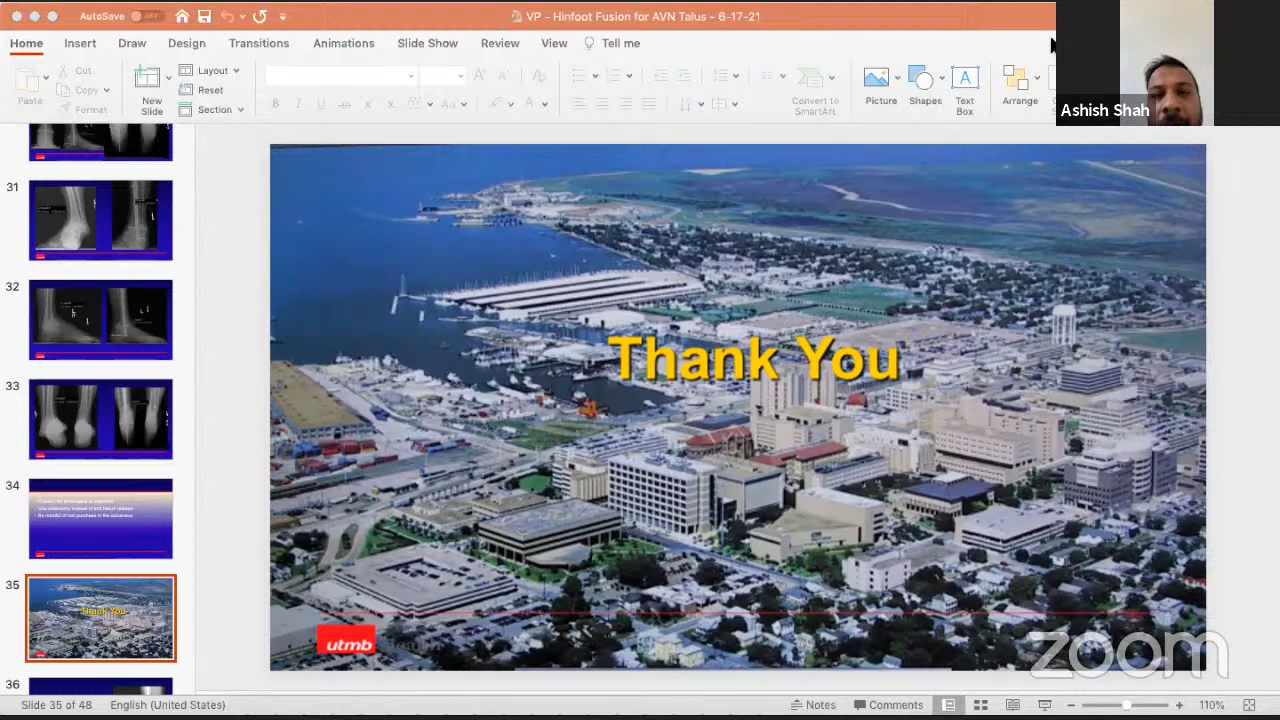 AutoSave OFF
VP - Hinfoot Fusion for AVN Talus - 6-17-21
Home Insert Draw Design Transitions Animations Slide Show Review View Tell me
Paste
Cut
Copy
Format
New Slide
Layout
Reset
Section
Convert to SmartArt
Picture
Shapes
Text Box
Arrange
Ashish Shah
31
32
33
34
35
Thank You
36
Thank You
utmb
zoom
Slide 35 of 48 English (United States) Notes Comments 110%